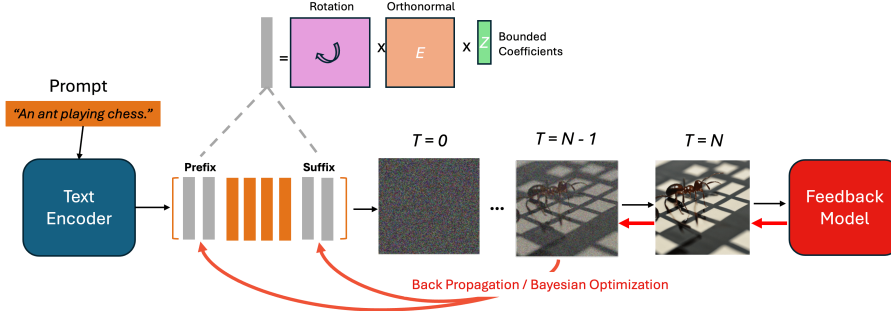 Rotation
Orthonormal
=
x
E
x
Z
Bounded
Coefficients
Prompt
"An ant playing chess."
Text
Encoder
Prefix
Suffix
T = 0
...
T = N - 1
T = N
Feedback
Model
Back Propagation / Bayesian Optimization